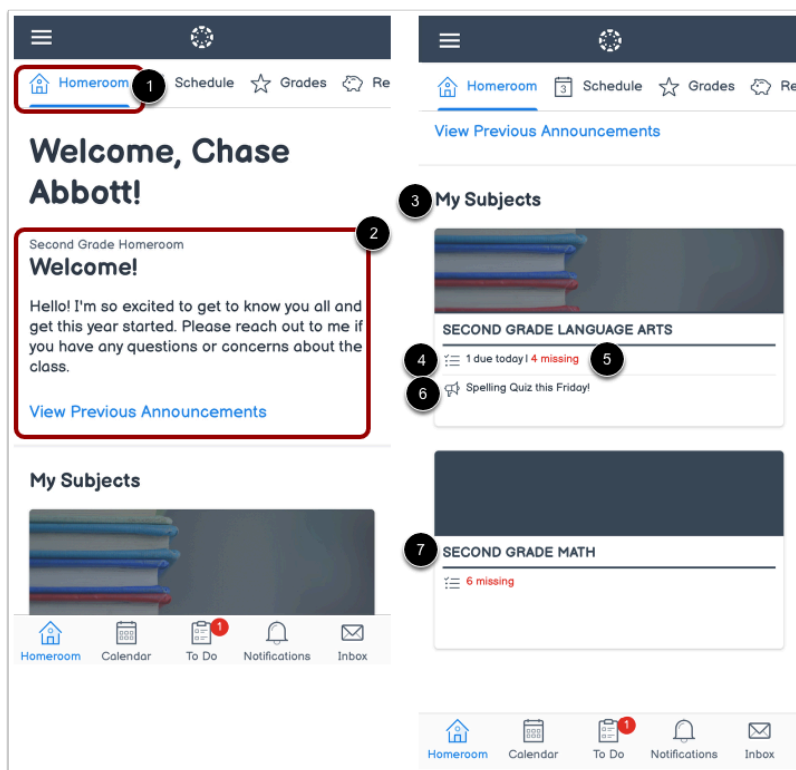 Homeroom 1 Schedule Grades Re
Welcome, Chase
Abbott!
2
Second Grade Homeroom
Welcome!
Hello! I'm so excited to get to know you all and
get this year started. Please reach out to me if
you have any questions or concerns about the
class.
View Previous Announcements
My Subjects
1
Homeroom Calendar To Do Notifications Inbox
Homeroom 3 Schedule Grades Re
View Previous Announcements
3 My Subjects
SECOND GRADE LANGUAGE ARTS
4 1 due today | 4 missing 5
6 Spelling Quiz this Friday!
7 SECOND GRADE MATH
6 missing
1
Homeroom Calendar To Do Notifications Inbox